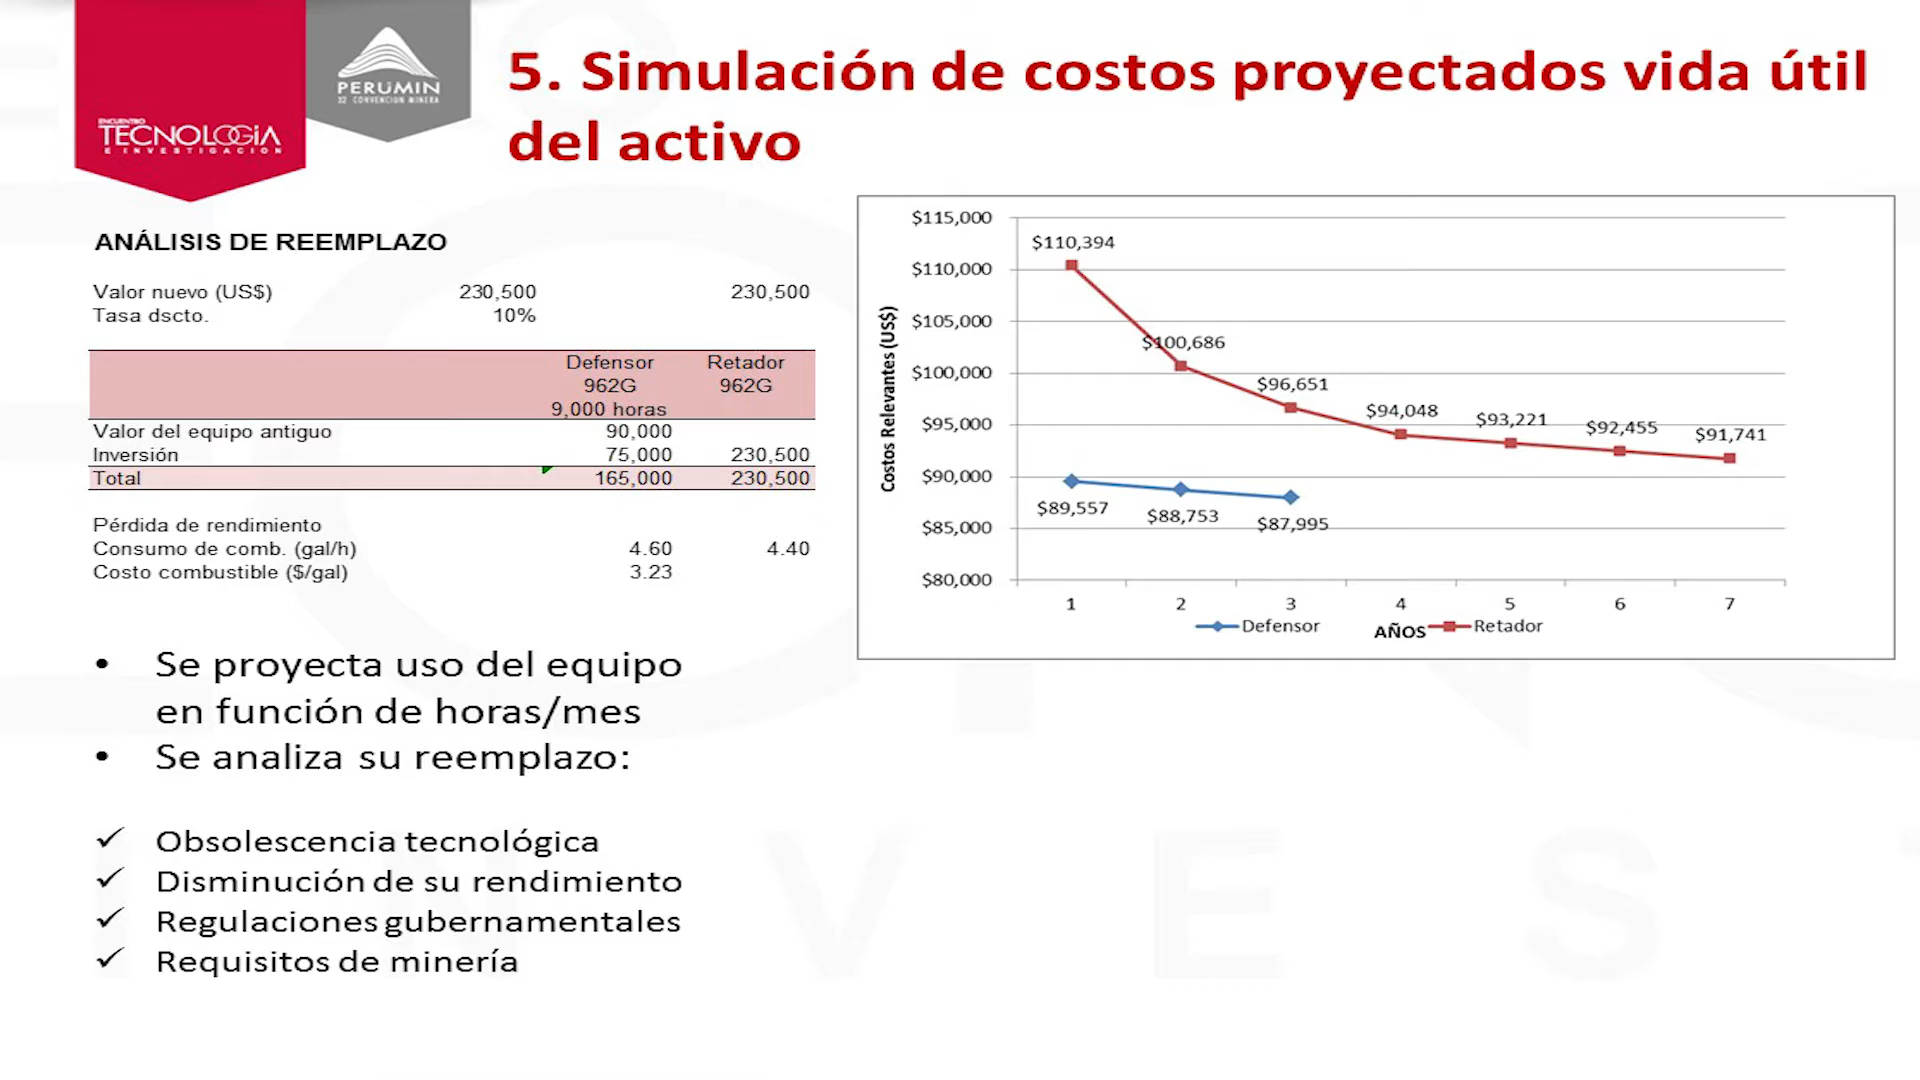 ENCUENTRO
TECNOLOGIA
E INVESTIGACION
PERUMIN
32 CONVENCION MINERA
5. Simulación de costos proyectados vida útil
del activo
ANÁLISIS DE REEMPLAZO
Valor nuevo (US$) 230,500 230,500
Tasa dscto. 10%
Defensor Retador
962G 962G
9,000 horas
Valor del equipo antiguo 90,000
Inversión 75,000 230,500
Total 165,000 230,500
Pérdida de rendimiento
Consumo de comb. (gal/h) 4.60 4.40
Costo combustible ($/gal) 3.23
• Se proyecta uso del equipo
en función de horas/mes
• Se analiza su reemplazo:
✓ Obsolescencia tecnológica
✓ Disminución de su rendimiento
✓ Regulaciones gubernamentales
✓ Requisitos de minería
Costos Relevantes (US$)
$115,000
$110,000
$105,000
$100,000
$95,000
$90,000
$85,000
$80,000
$110,394
$100,686
$96,651
$94,048
$93,221
$92,455
$91,741
$89,557
$88,753
$87,995
1 2 3 4 5 6 7
Defensor AÑOS Retador
I N V E S